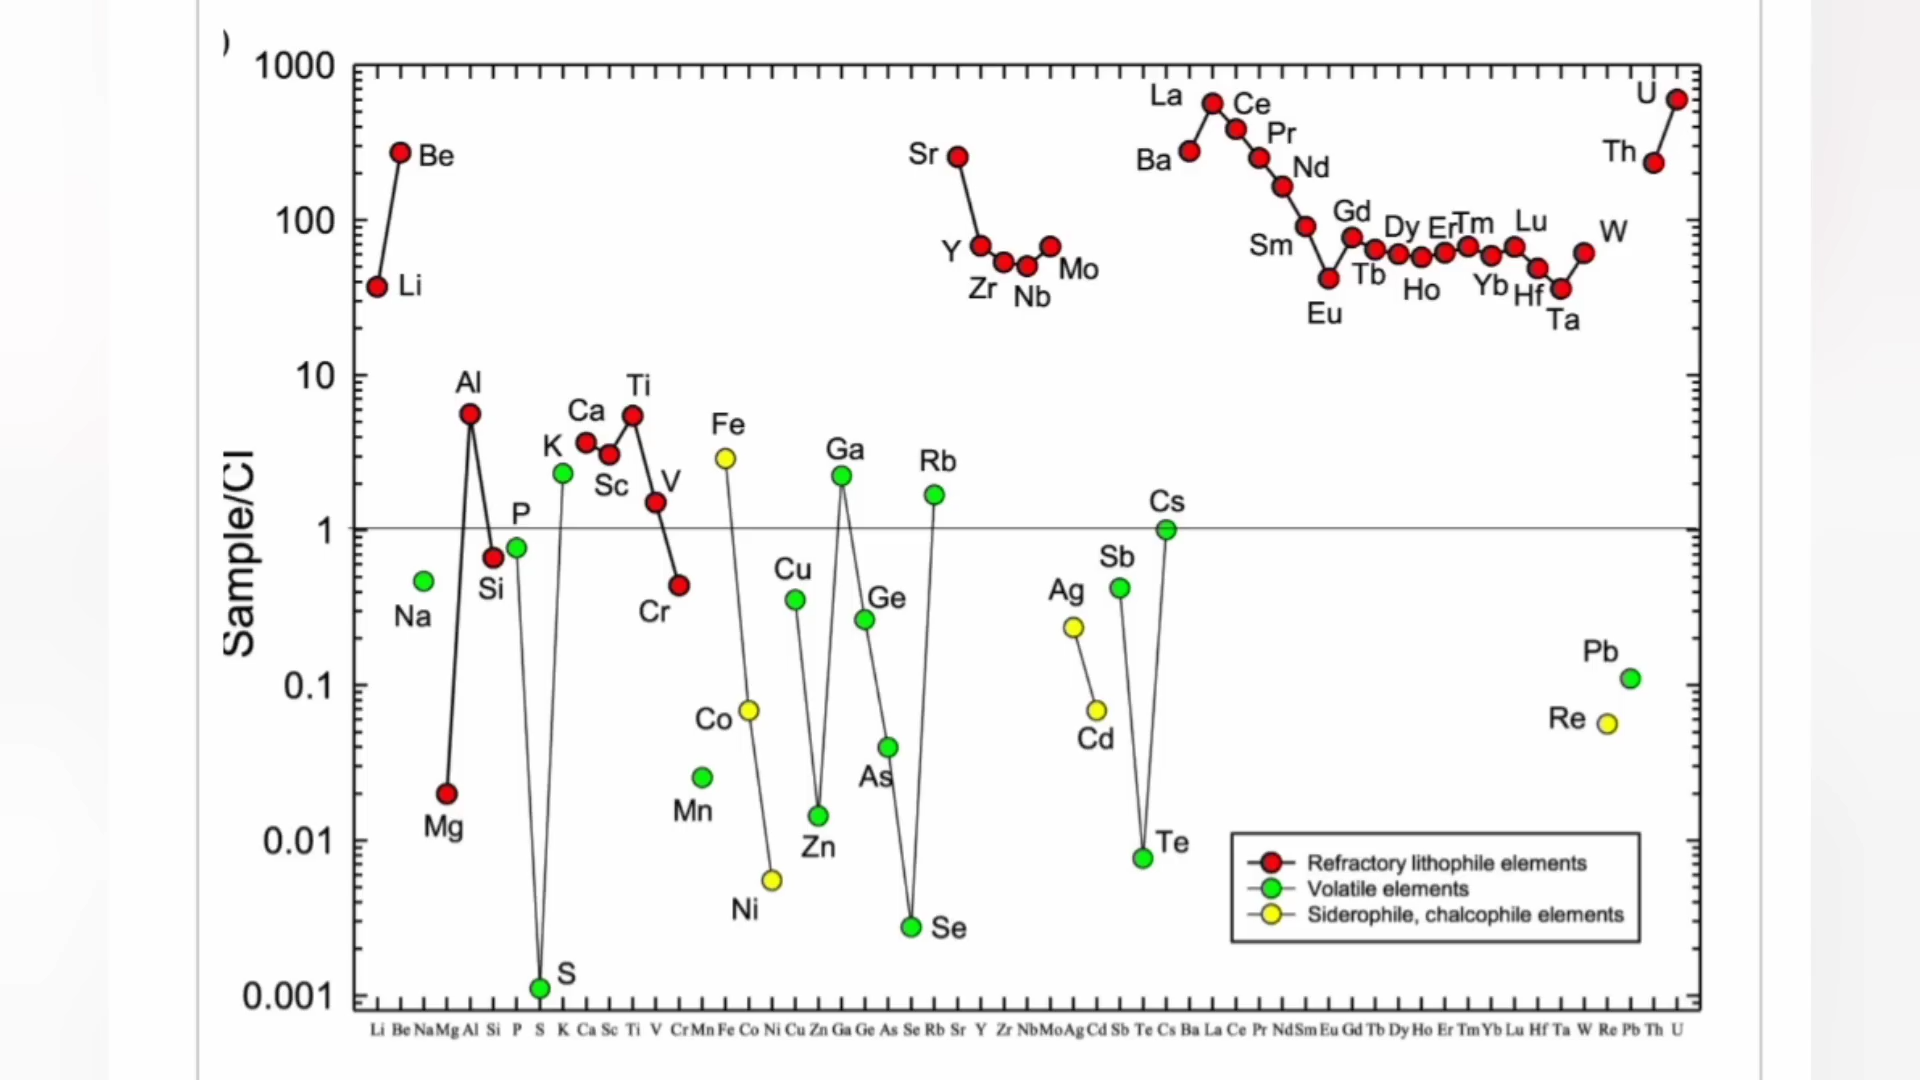 )
1000
100
10
1
0.1
0.01
0.001
Sample/CI
Be
Li
Al
Mg
Si
Na
P
S
K
Ca
Sc
Ti
V
Cr
Mn
Fe
Co
Ni
Cu
Zn
Ga
Ge
As
Se
Rb
Sr
Y
Zr
Nb
Mo
Ag
Cd
Sb
Te
Cs
Ba
La
Ce
Pr
Nd
Sm
Eu
Gd
Tb
Dy
Ho
Er
Tm
Yb
Lu
Hf
Ta
W
Re
Pb
Th
U
Refractory lithophile elements
Volatile elements
Siderophile, chalcophile elements
Li Be Na Mg Al Si P S K Ca Sc Ti V Cr Mn Fe Co Ni Cu Zn Ga Ge As Se Rb Sr Y Zr Nb Mo Ag Cd Sb Te Cs Ba La Ce Pr Nd Sm Eu Gd Tb Dy Ho Er Tm Yb Lu Hf Ta W Re Pb Th U